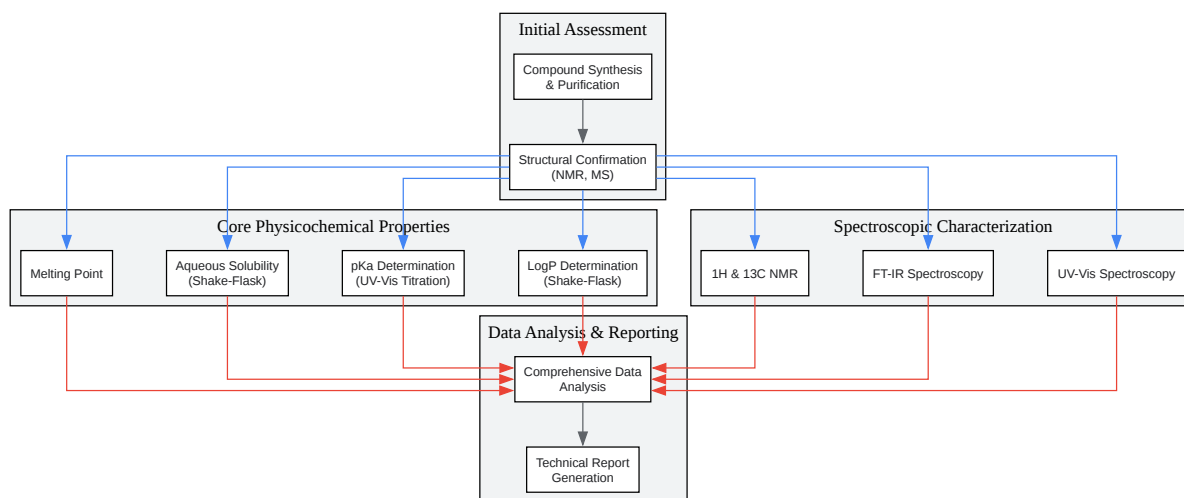 Initial Assessment
Compound Synthesis
& Purification
Structural Confirmation
(NMR, MS)
Core Physicochemical Properties
Melting Point
Aqueous Solubility
(Shake-Flask)
pKa Determination
(UV-Vis Titration)
LogP Determination
(Shake-Flask)
Spectroscopic Characterization
1H & 13C NMR
FT-IR Spectroscopy
UV-Vis Spectroscopy
Data Analysis & Reporting
Comprehensive Data
Analysis
Technical Report
Generation